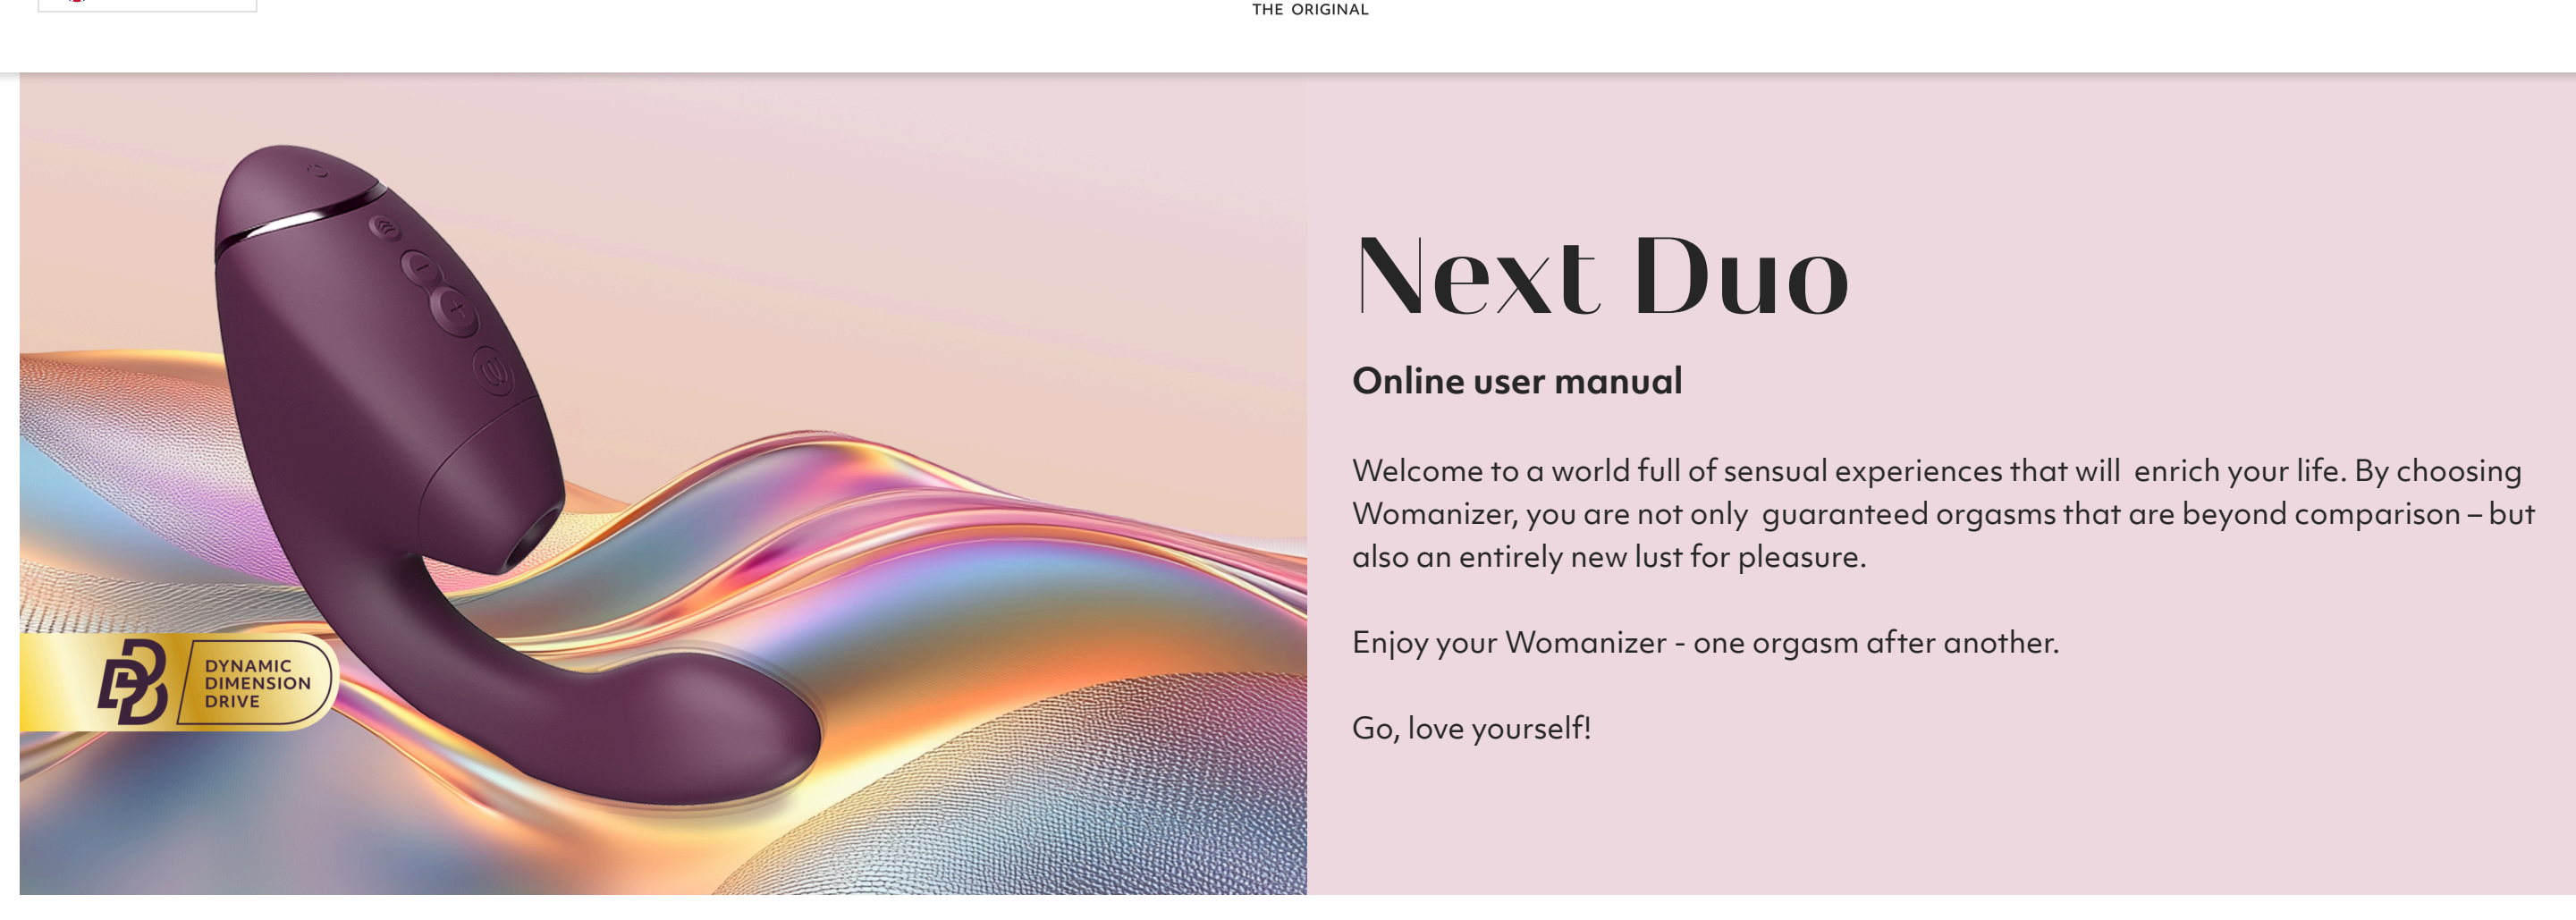 THE ORIGINAL
DYNAMIC
DIMENSION
DRIVE
Next Duo
Online user manual
Welcome to a world full of sensual experiences that will enrich your life. By choosing
Womanizer, you are not only guaranteed orgasms that are beyond comparison – but
also an entirely new lust for pleasure.
Enjoy your Womanizer - one orgasm after another.
Go, love yourself!